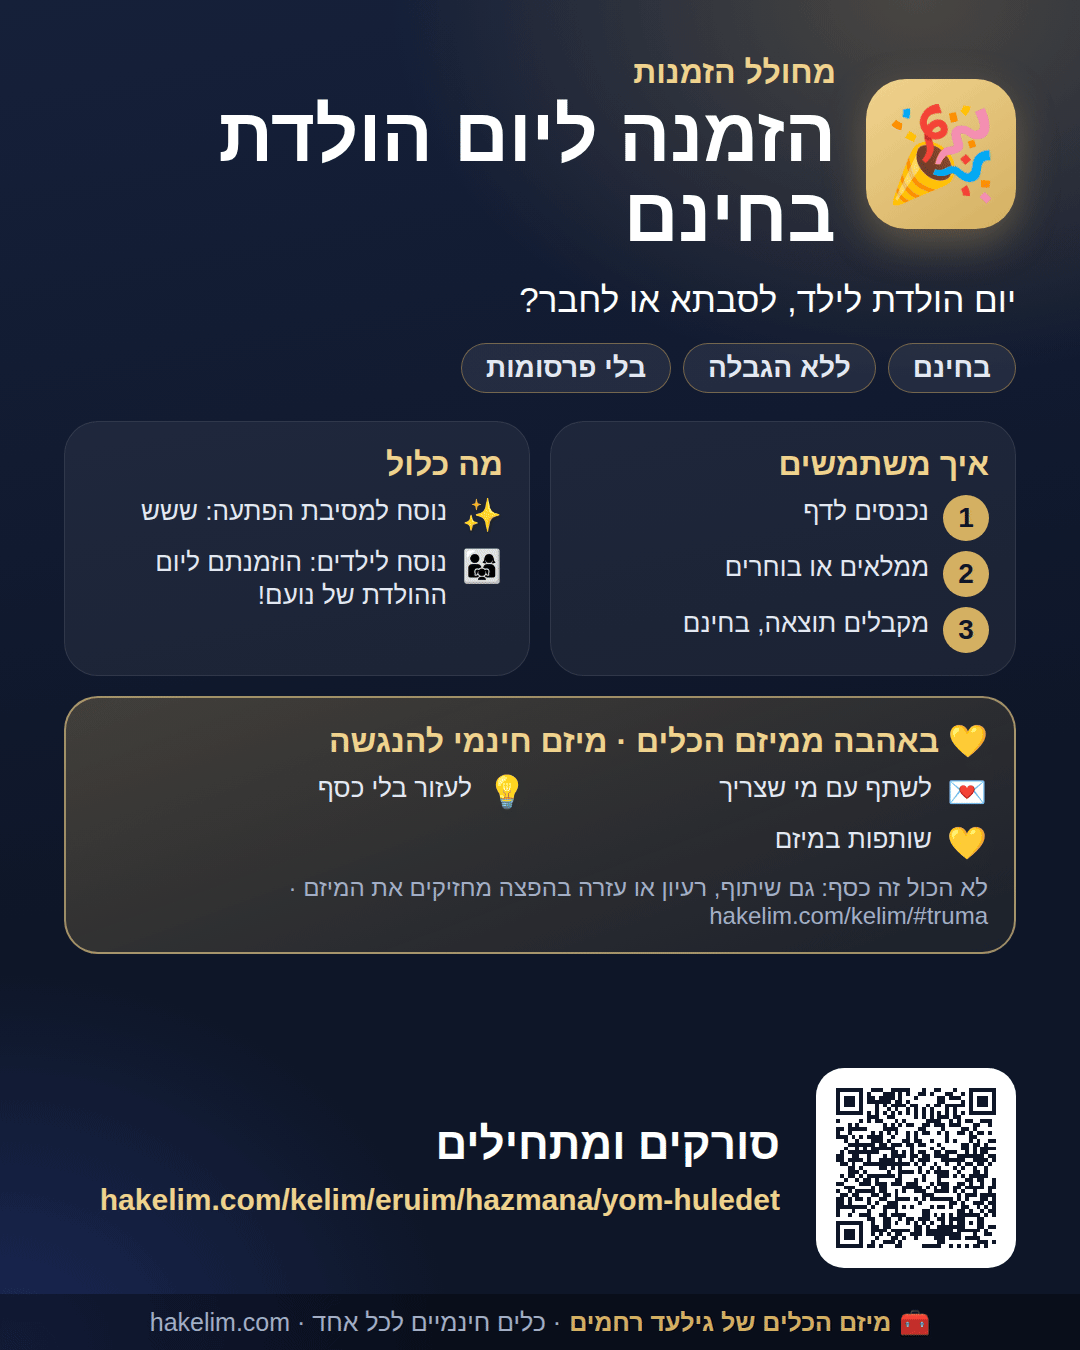 מחולל הזמנות
הזמנה ליום הולדת
בחינם
יום הולדת לילד, לסבתא או לחבר?
בחינם
ללא הגבלה
בלי פרסומות
איך משתמשים
1 נכנסים לדף
2 ממלאים או בוחרים
3 מקבלים תוצאה, בחינם
מה כלול
נוסח למסיבת הפתעה: ששש
נוסח לילדים: הוזמנתם ליום
ההולדת של נועם!
באהבה ממיזם הכלים · מיזם חינמי להנגשה
לשתף עם מי שצריך
לעזור בלי כסף
שותפות במיזם
לא הכול זה כסף: גם שיתוף, רעיון או עזרה בהפצה מחזיקים את המיזם ·
hakelim.com/kelim/#truma
סורקים ומתחילים
hakelim.com/kelim/eruim/hazmana/yom-huledet
מיזם הכלים של גילעד רחמים · כלים חינמיים לכל אחד · hakelim.com